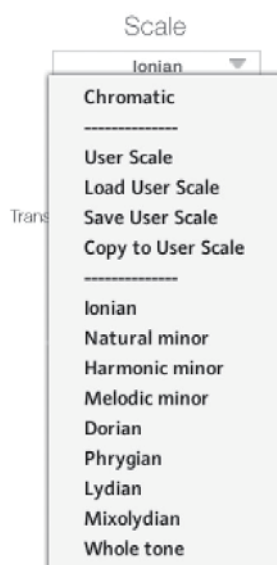 Scale
Ionian
Chromatic
--------------
User Scale
Load User Scale
Trans
Save User Scale
Copy to User Scale
--------------
Ionian
Natural minor
Harmonic minor
Melodic minor
Dorian
Phrygian
Lydian
Mixolydian
Whole tone